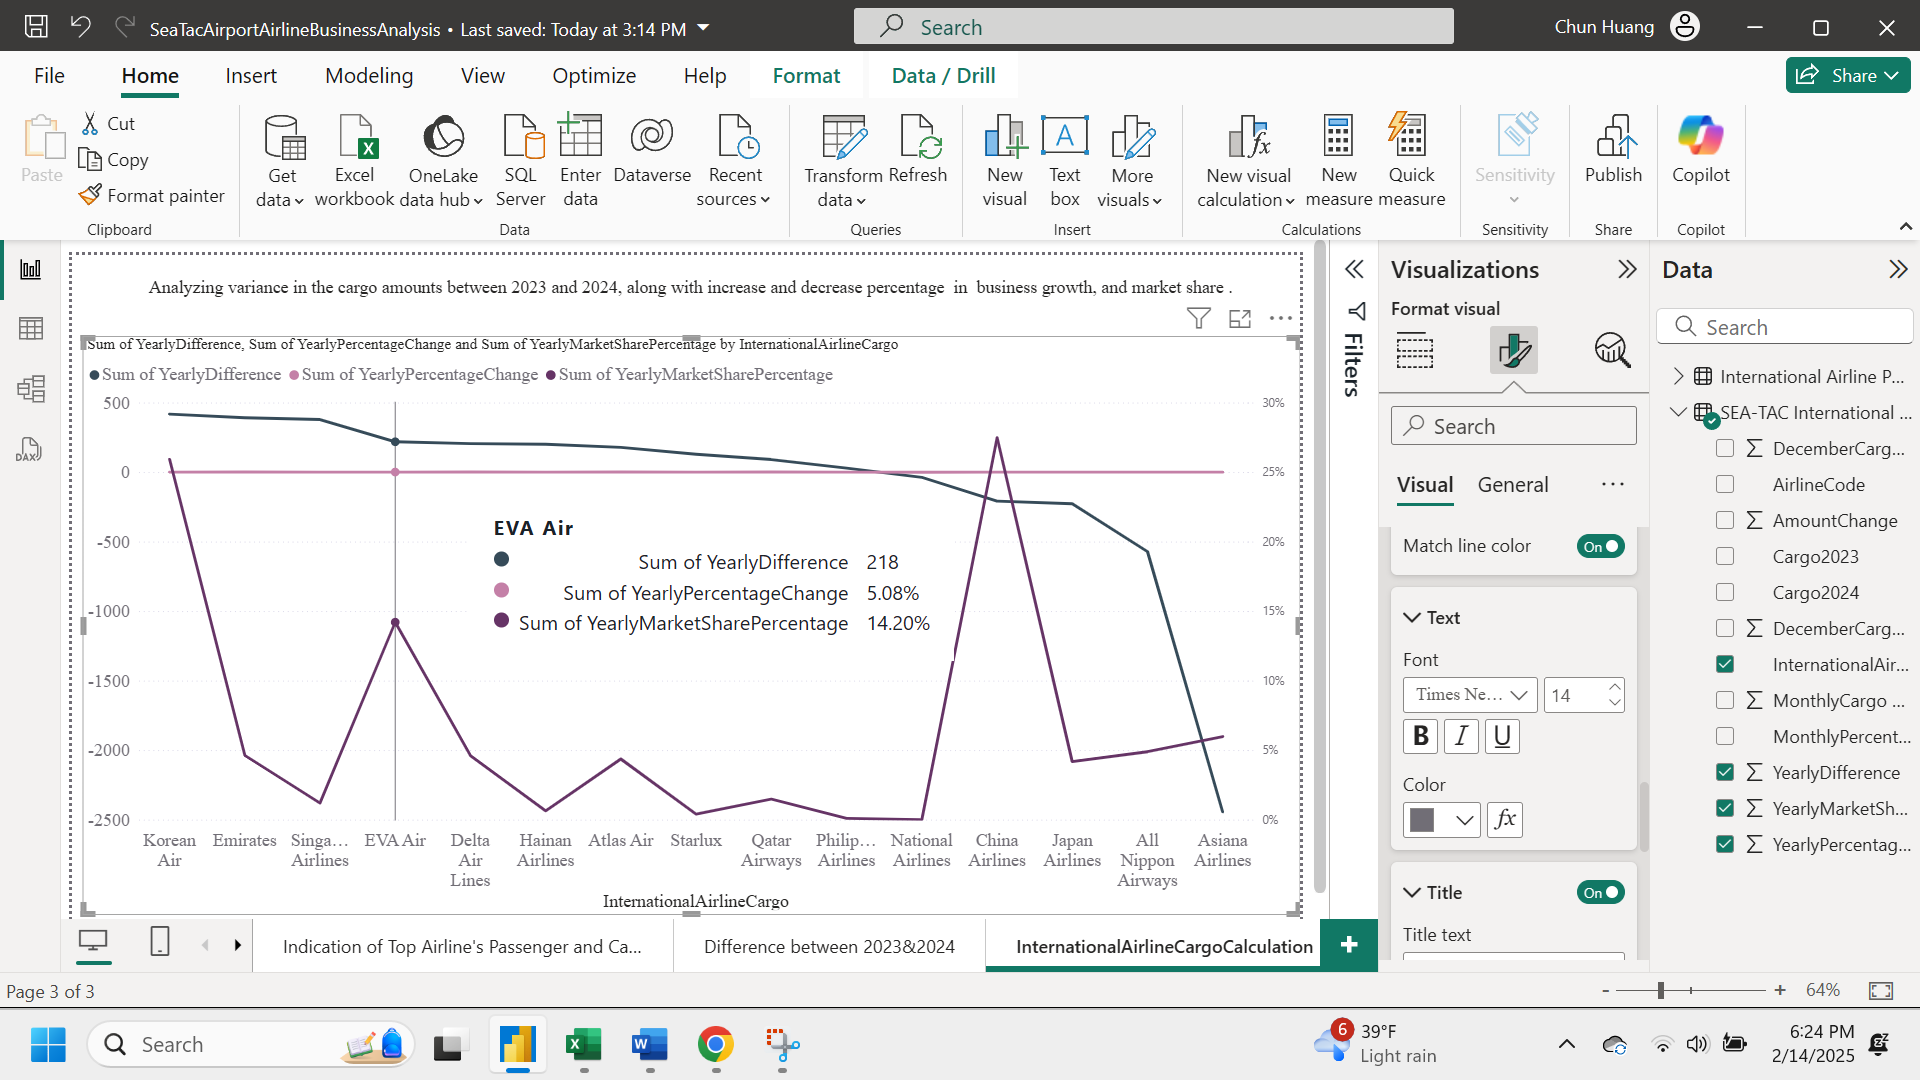 SeaTacAirportAirlineBusinessAnalysis • Last saved: Today at 3:14 PM
Search
Chun Huang
File Home Insert Modeling View Optimize Help Format Data / Drill
Share
Paste
Cut
Copy
Format painter
Clipboard
Get data
Excel workbook
OneLake data hub
SQL Server
Enter data
Dataverse
Recent sources
Data
Transform data
Refresh
Queries
New visual
Text box
More visuals
Insert
New visual calculation
New measure
Quick measure
Calculations
Sensitivity
Sensitivity
Publish
Share
Copilot
Copilot
DAX
Analyzing variance in the cargo amounts between 2023 and 2024, along with increase and decrease percentage in business growth, and market share .
Sum of YearlyDifference, Sum of YearlyPercentageChange and Sum of YearlyMarketSharePercentage by InternationalAirlineCargo
Sum of YearlyDifference Sum of YearlyPercentageChange Sum of YearlyMarketSharePercentage
500
0
-500
-1000
-1500
-2000
-2500
30%
25%
20%
15%
10%
5%
0%
EVA Air
Sum of YearlyDifference 218
Sum of YearlyPercentageChange 5.08%
Sum of YearlyMarketSharePercentage 14.20%
Korean Air
Emirates
Singa... Airlines
EVA Air
Delta Air Lines
Hainan Airlines
Atlas Air
Starlux
Qatar Airways
Philip... Airlines
National Airlines
China Airlines
Japan Airlines
All Nippon Airways
Asiana Airlines
InternationalAirlineCargo
Filters
Visualizations
Format visual
Search
Visual General ...
Match line color On
Text
Font
Times Ne... 14
B I U
Color
fx
Title On
Title text
Data
Search
International Airline P...
SEA-TAC International ...
DecemberCarg...
AirlineCode
AmountChange
Cargo2023
Cargo2024
DecemberCarg...
InternationalAir...
MonthlyCargo ...
MonthlyPercent...
YearlyDifference
YearlyMarketSh...
YearlyPercentag...
Indication of Top Airline's Passenger and Ca...
Difference between 2023&2024
InternationalAirlineCargoCalculation
+
Page 3 of 3
- + 64%
Search
6
39°F
Light rain
6:24 PM
2/14/2025